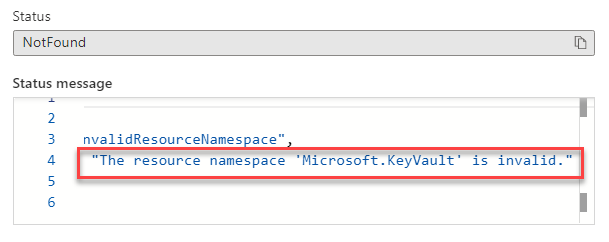 Status
NotFound
Status message
1
2
3 nvalidResourceNamespace",
4 "The resource namespace 'Microsoft.KeyVault' is invalid."
5
6